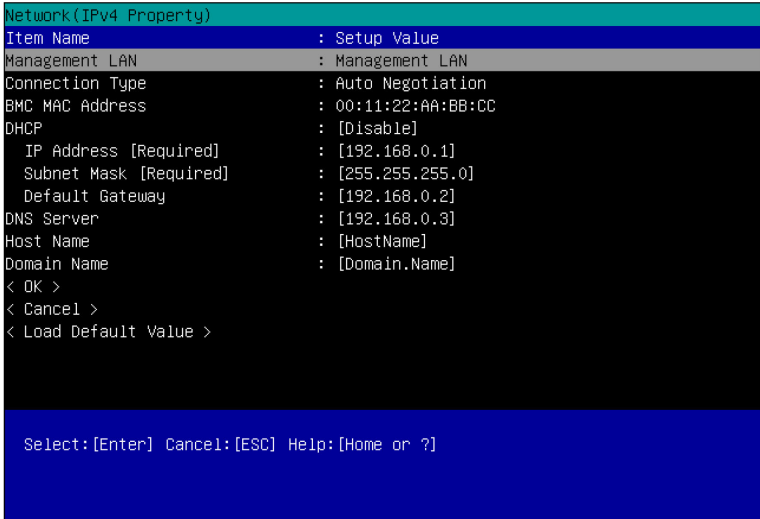 Network(IPv4 Property)
Item Name : Setup Value
Management LAN : Management LAN
Connection Type : Auto Negotiation
BMC MAC Address : 00:11:22:AA:BB:CC
DHCP : [Disable]
IP Address [Required] : [192.168.0.1]
Subnet Mask [Required] : [255.255.255.0]
Default Gateway : [192.168.0.2]
DNS Server : [192.168.0.3]
Host Name : [HostName]
Domain Name : [Domain.Name]
< OK >
< Cancel >
< Load Default Value >
Select:[Enter] Cancel:[ESC] Help:[Home or ?]